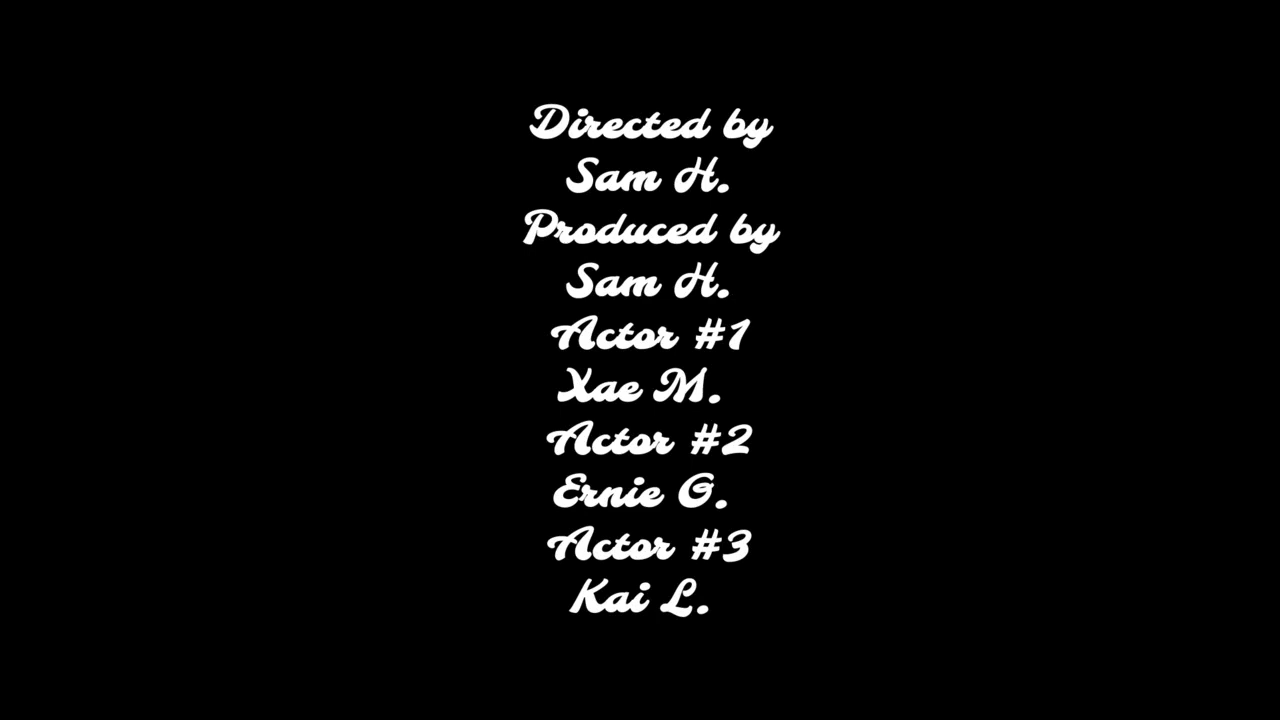 Directed by
Sam H.
Produced by
Sam H.
Actor #1
Xae M.
Actor #2
Ernie G.
Actor #3
Kai L.